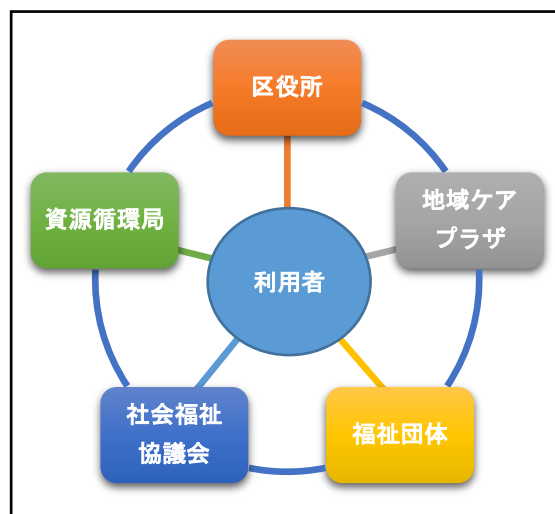 区役所
資源循環局
地域ケア
プラザ
利用者
社会福祉
協議会
福祉団体